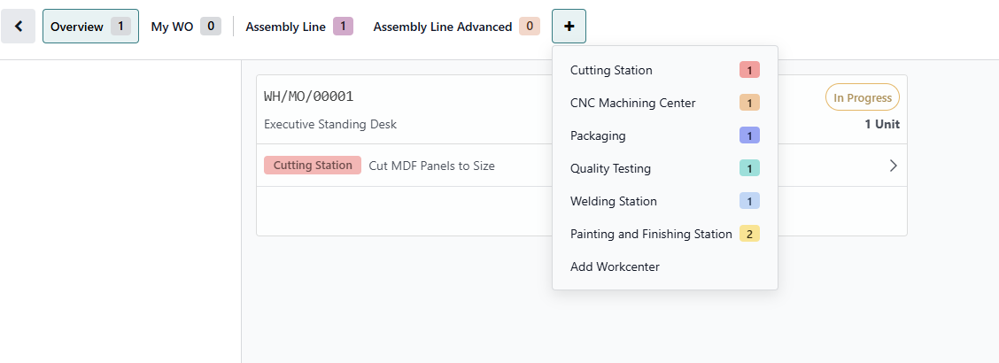 Overview 1 My WO 0 Assembly Line 1 Assembly Line Advanced 0 +
Cutting Station 1
CNC Machining Center 1
Packaging 1
Quality Testing 1
Welding Station 1
Painting and Finishing Station 2
Add Workcenter
WH/MO/00001 In Progress
Executive Standing Desk 1 Unit
Cutting Station Cut MDF Panels to Size